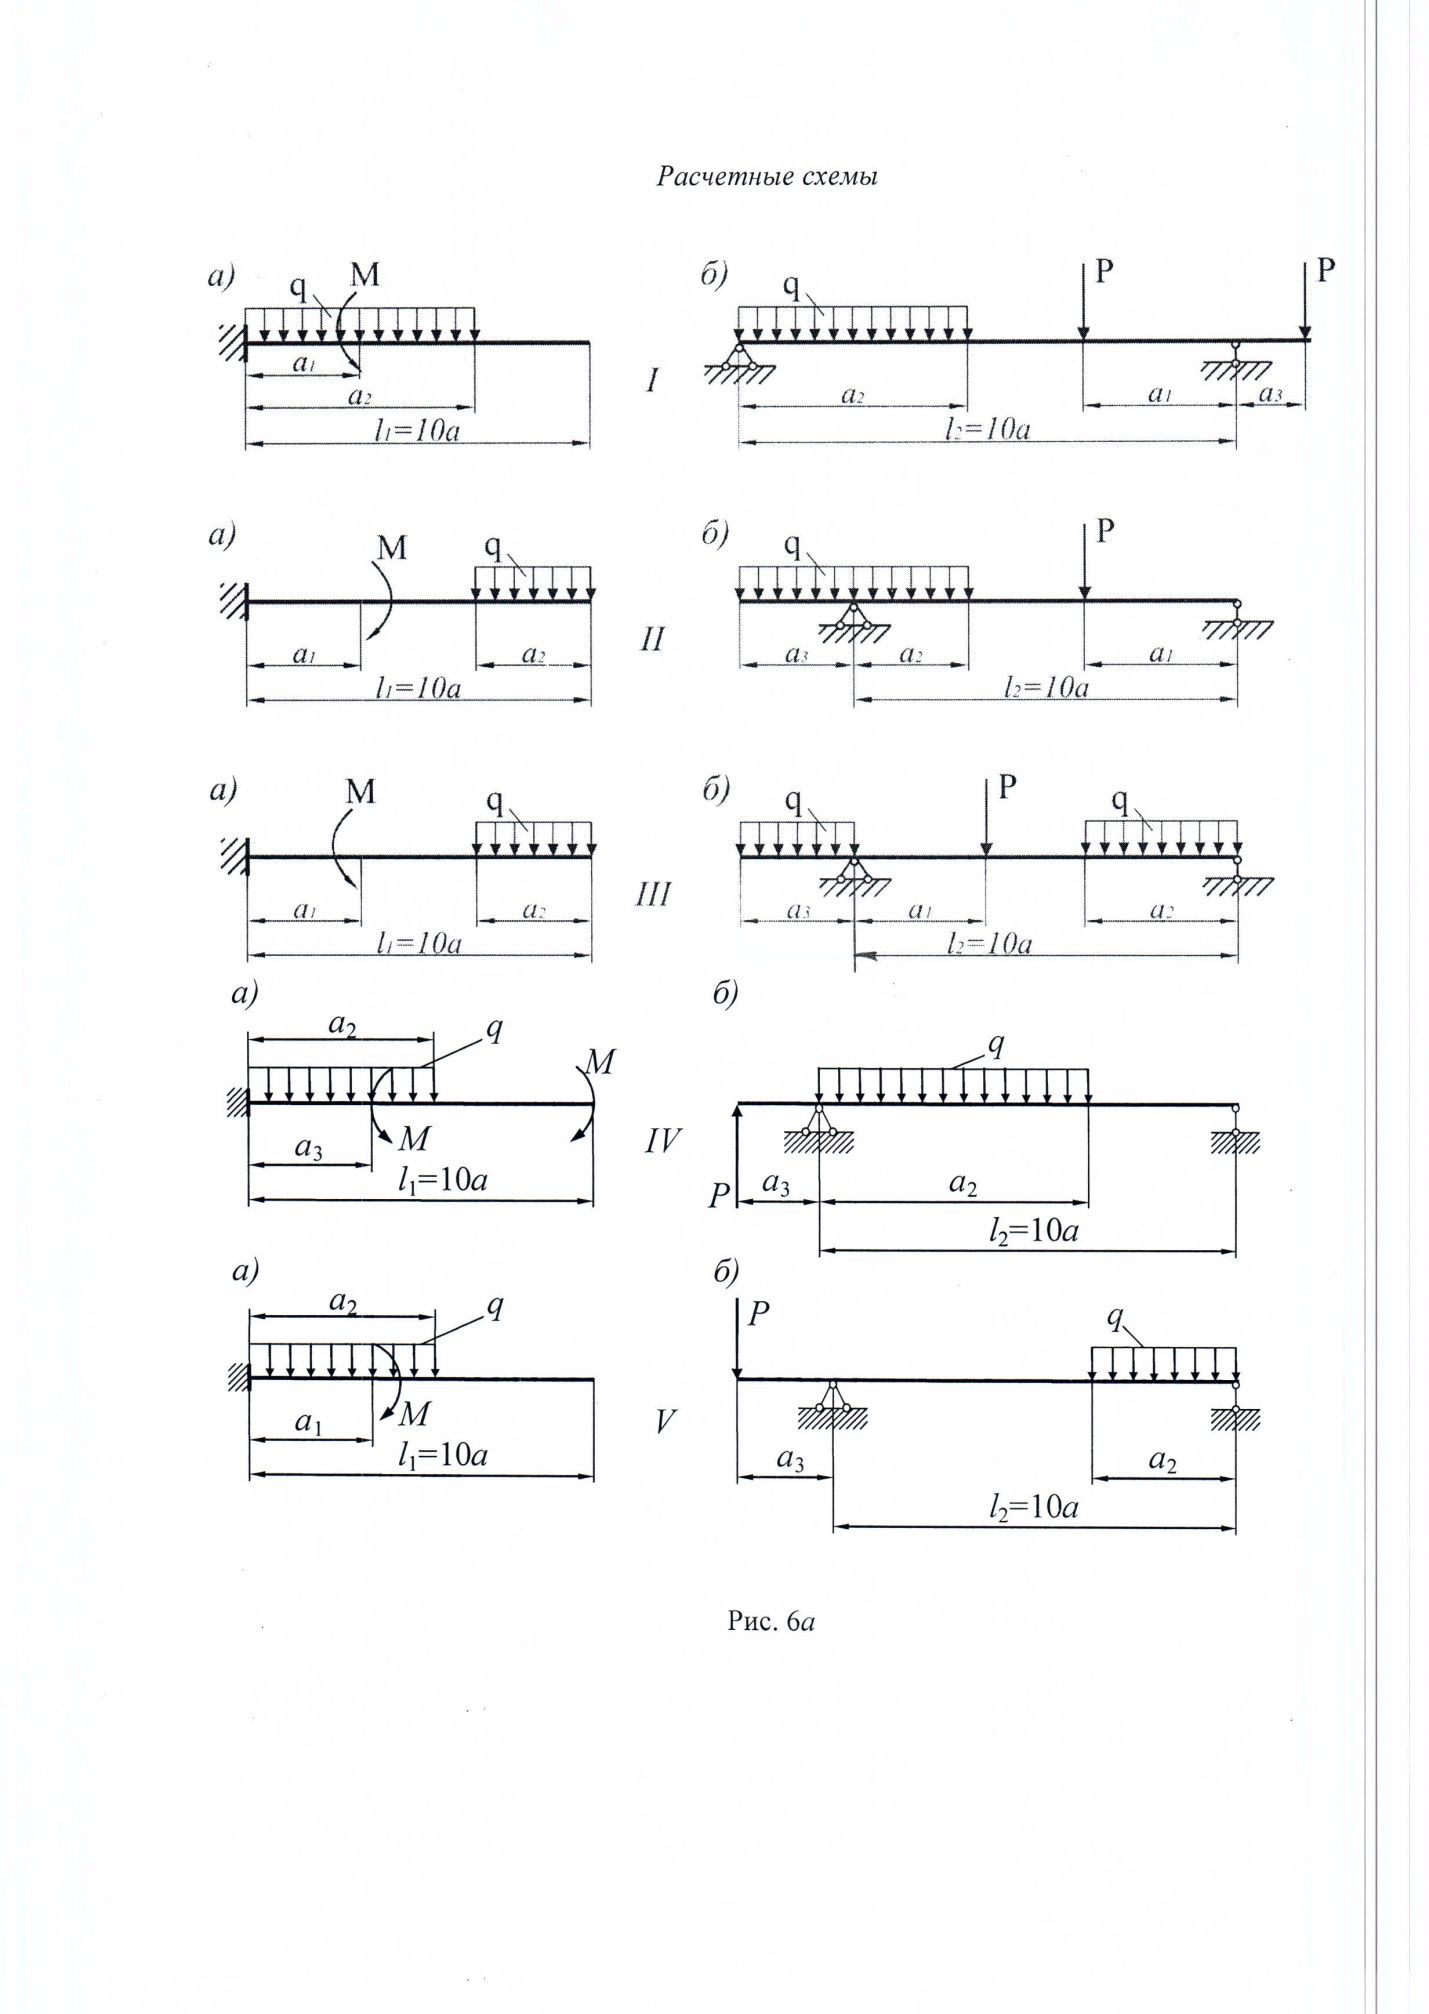 Расчетные схемы
а) q M б) q P P
a1 I a2 a1 a3
a2
l1=10a l2=10a
а) M q б) q P
a1 a2 II a3 a2 a1
l1=10a l2=10a
а) M q б) q P q
a1 a2 III a3 a1 a2
l1=10a l2=10a
а) б)
a2 q q
M
M IV
a3 P a3 a2
l1=10a l2=10a
а) б)
a2 q P q
M V
a1 a3 a2
l1=10a l2=10a
Рис. 6а